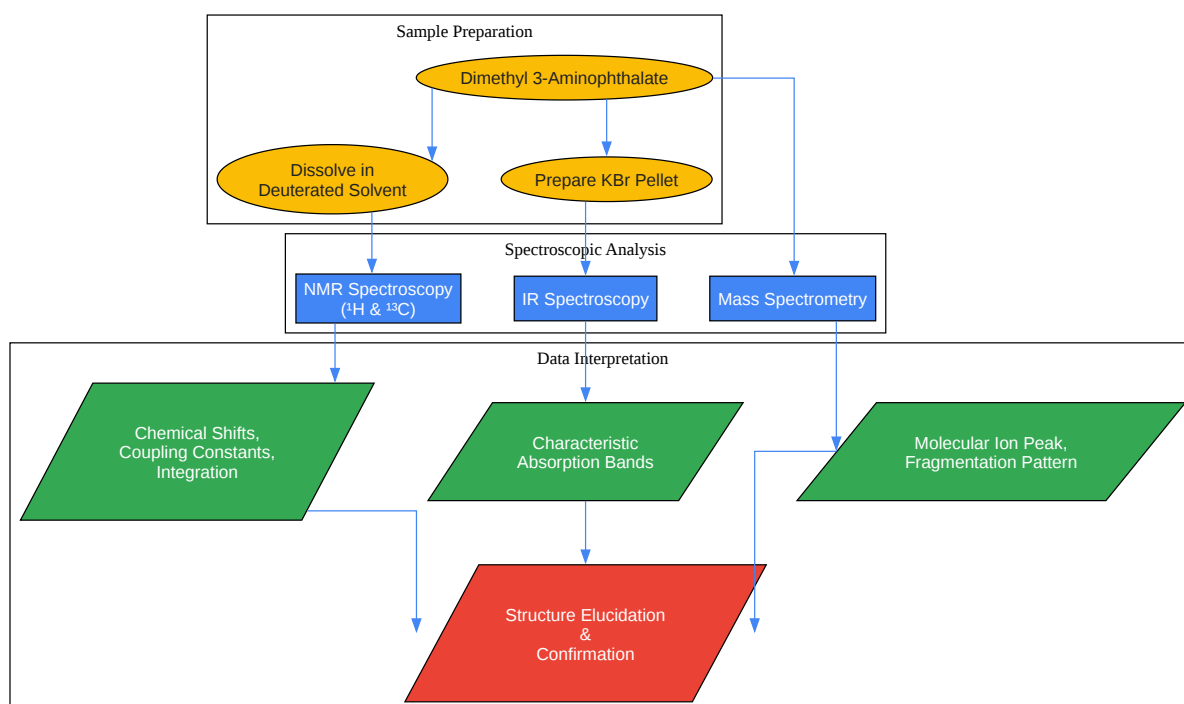 Sample Preparation
Dimethyl 3-Aminophthalate
Dissolve in
Deuterated Solvent
Prepare KBr Pellet
Spectroscopic Analysis
NMR Spectroscopy
(¹H & ¹³C)
IR Spectroscopy
Mass Spectrometry
Data Interpretation
Chemical Shifts,
Coupling Constants,
Integration
Characteristic
Absorption Bands
Molecular Ion Peak,
Fragmentation Pattern
Structure Elucidation
&
Confirmation